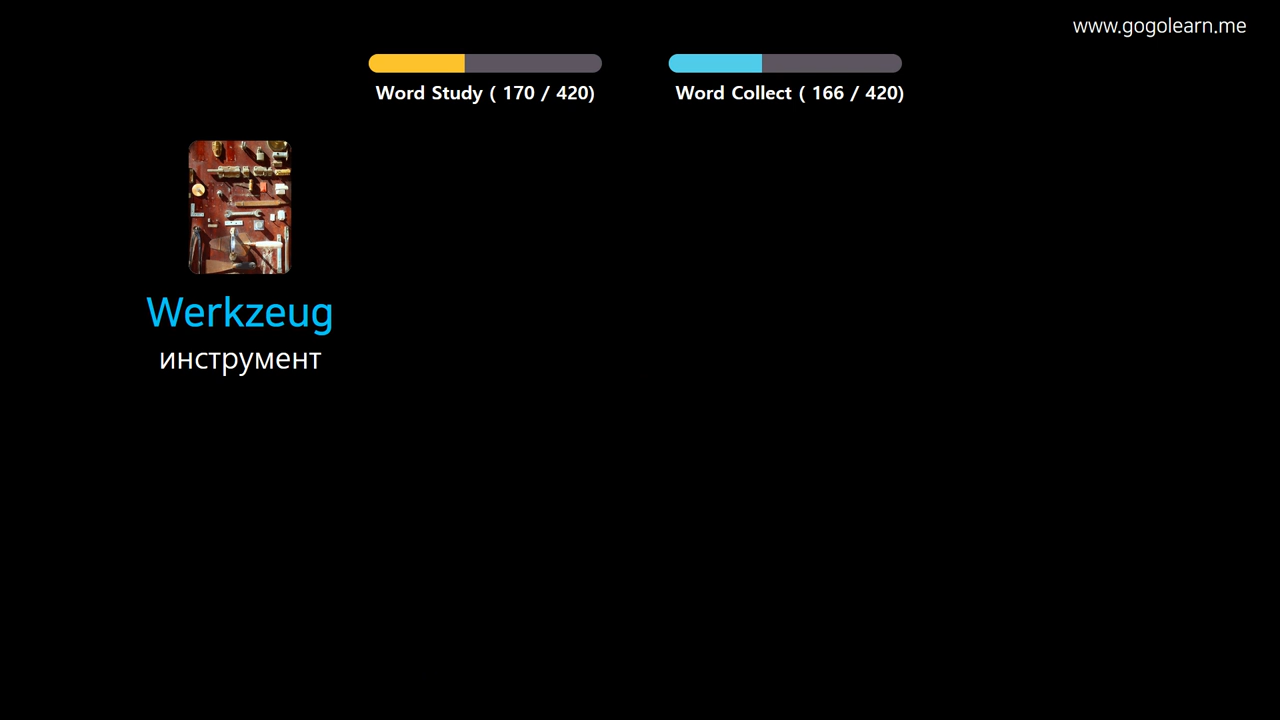 www.gogolearn.me
Word Study ( 170 / 420)
Word Collect ( 166 / 420)
Werkzeug
инструмент